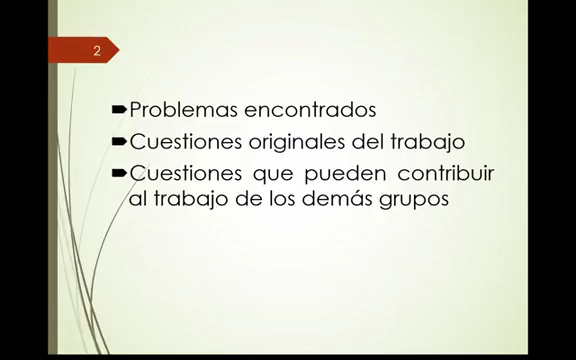 2
Problemas encontrados
Cuestiones originales del trabajo
Cuestiones que pueden contribuir
al trabajo de los demás grupos